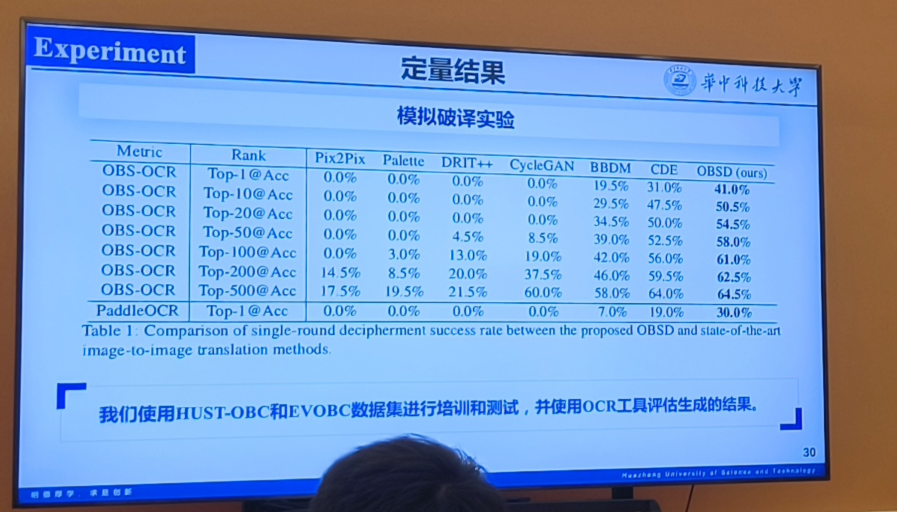 Experiment
定量结果
華中科技大学
模拟破译实验
Metric Rank Pix2Pix Palette DRIT++ CycleGAN BBDM CDE OBSD (ours)
OBS-OCR Top-1@Acc 0.0% 0.0% 0.0% 0.0% 19.5% 31.0% 41.0%
OBS-OCR Top-10@Acc 0.0% 0.0% 0.0% 0.0% 29.5% 47.5% 50.5%
OBS-OCR Top-20@Acc 0.0% 0.0% 0.0% 0.0% 34.5% 50.0% 54.5%
OBS-OCR Top-50@Acc 0.0% 0.0% 4.5% 8.5% 39.0% 52.5% 58.0%
OBS-OCR Top-100@Acc 0.0% 3.0% 13.0% 19.0% 42.0% 56.0% 61.0%
OBS-OCR Top-200@Acc 14.5% 8.5% 20.0% 37.5% 46.0% 59.5% 62.5%
OBS-OCR Top-500@Acc 17.5% 19.5% 21.5% 60.0% 58.0% 64.0% 64.5%
PaddleOCR Top-1@Acc 0.0% 0.0% 0.0% 0.0% 7.0% 19.0% 30.0%
Table 1: Comparison of single-round decipherment success rate between the proposed OBSD and state-of-the-art
image-to-image translation methods.
我们使用HUST-OBC和EVOBC数据集进行培训和测试，并使用OCR工具评估生成的结果。
30
Huazhong University of Science and Technology
明德厚学 求是创新